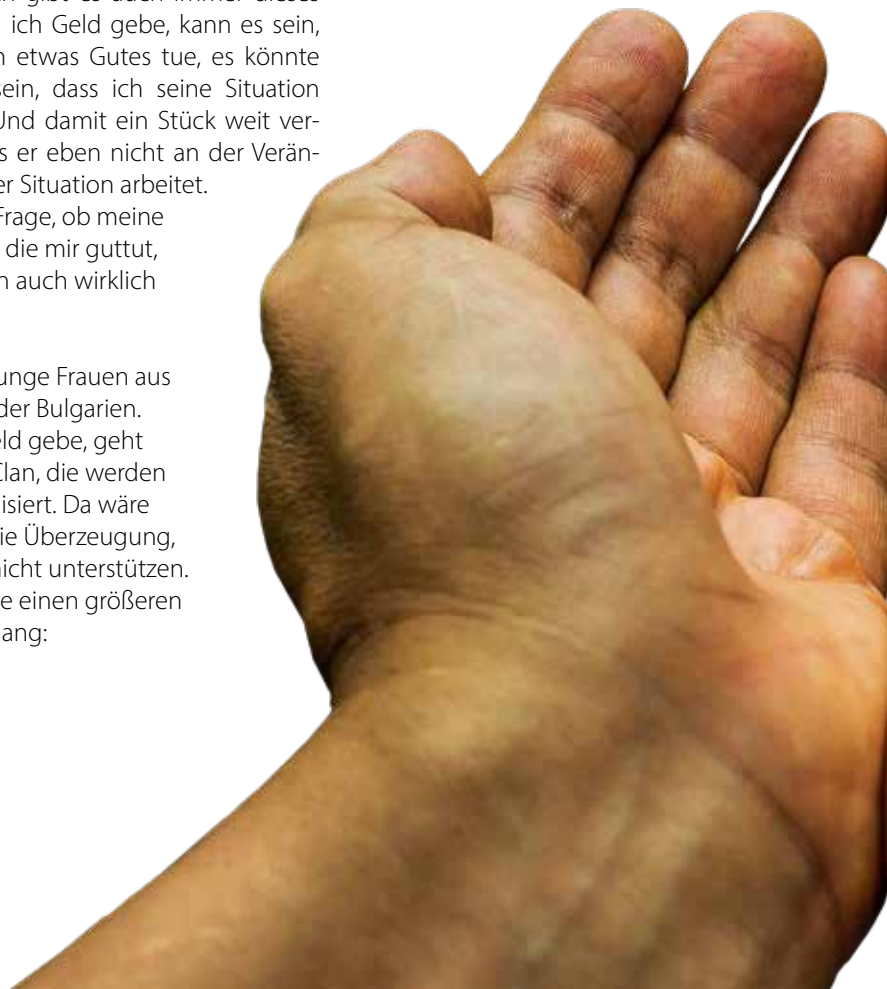 ich Geld gebe, kann es sein,
etwas Gutes tue, es könnte
sein, dass ich seine Situation
Und damit ein Stück weit ver-
er eben nicht an der Verän-
er Situation arbeitet.
Frage, ob meine
die mir guttut,
auch wirklich
unge Frauen aus
der Bulgarien.
eld gebe, geht
Clan, die werden
isiert. Da wäre
ie Überzeugung,
nicht unterstützen.
e einen größeren
ang: